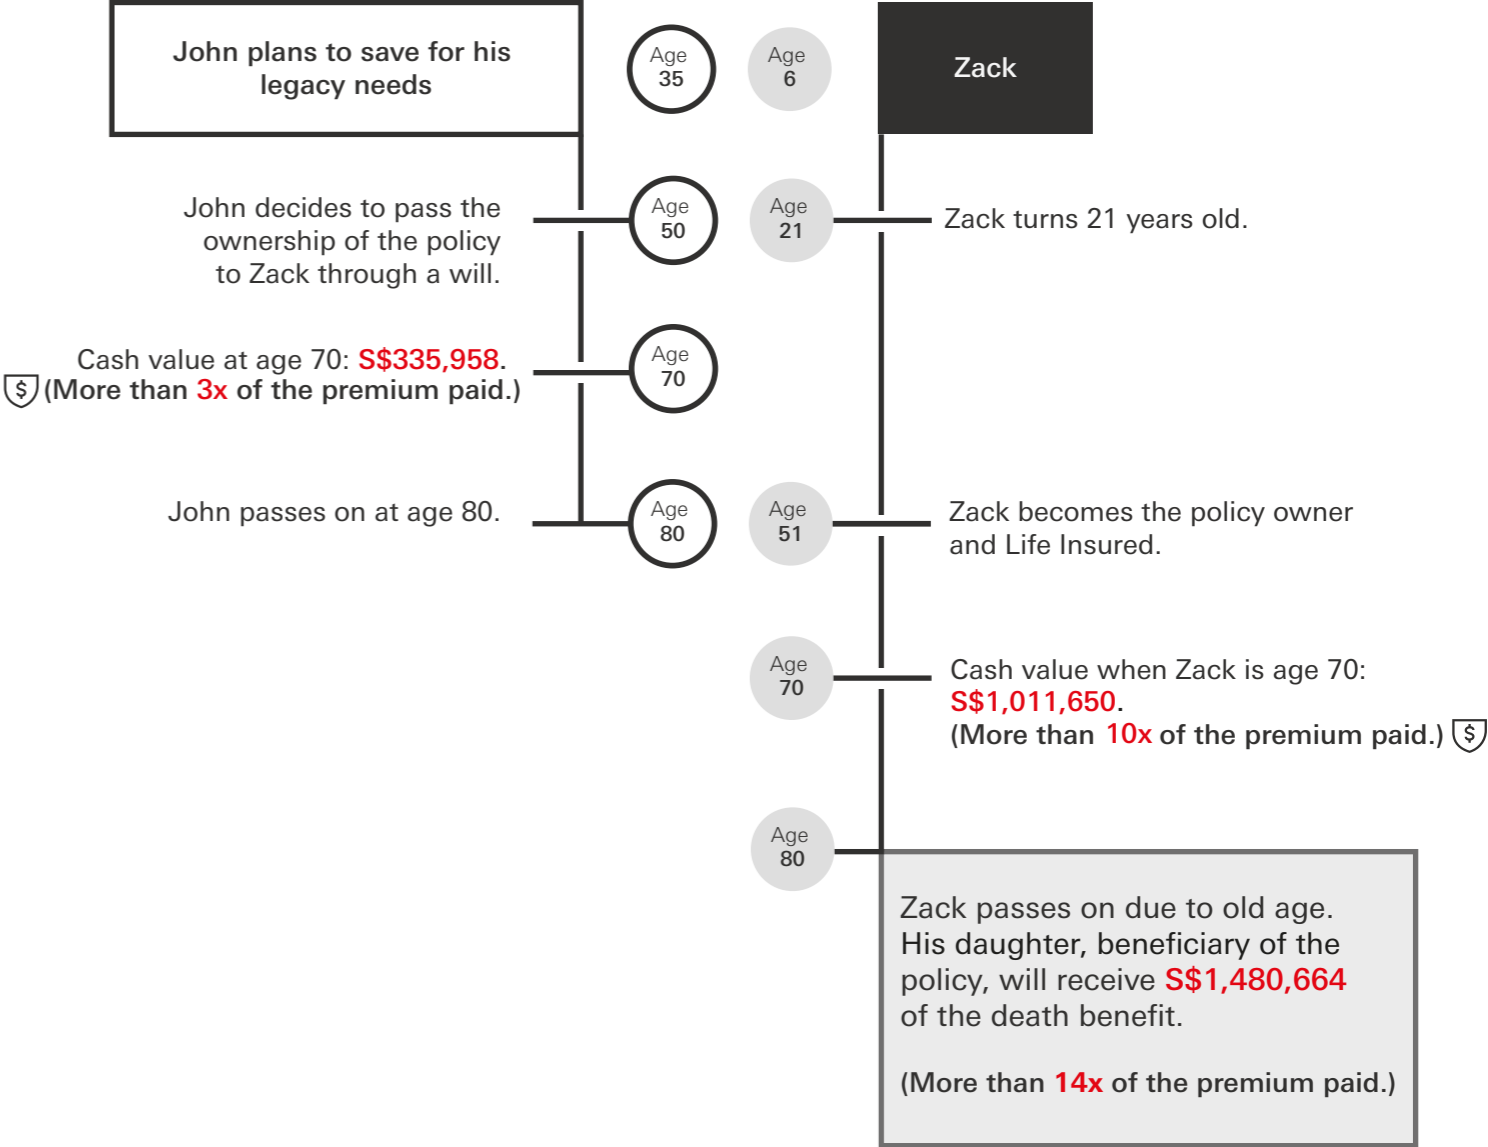 John plans to save for his
legacy needs
Age
35
Age
6
Zack
John decides to pass the
ownership of the policy
to Zack through a will.
Age
50
Age
21
Zack turns 21 years old.
Cash value at age 70: S$335,958.
$ (More than 3x of the premium paid.)
Age
70
John passes on at age 80.
Age
80
Age
51
Zack becomes the policy owner
and Life Insured.
Age
70
Cash value when Zack is age 70:
S$1,011,650.
(More than 10x of the premium paid.) $
Age
80
Zack passes on due to old age.
His daughter, beneficiary of the
policy, will receive S$1,480,664
of the death benefit.
(More than 14x of the premium paid.)